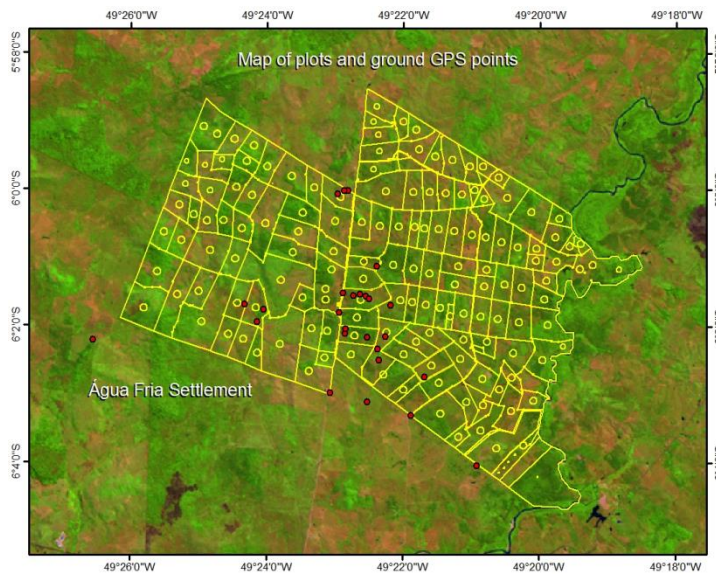 49°26'0"W 49°24'0"W 49°22'0"W 49°20'0"W 49°18'0"W
5°58'0"S
Map of plots and ground GPS points
6°0'0"S
6°2'0"S
Água Fria Settlement
6°4'0"S
49°26'0"W 49°24'0"W 49°22'0"W 49°20'0"W 49°18'0"W